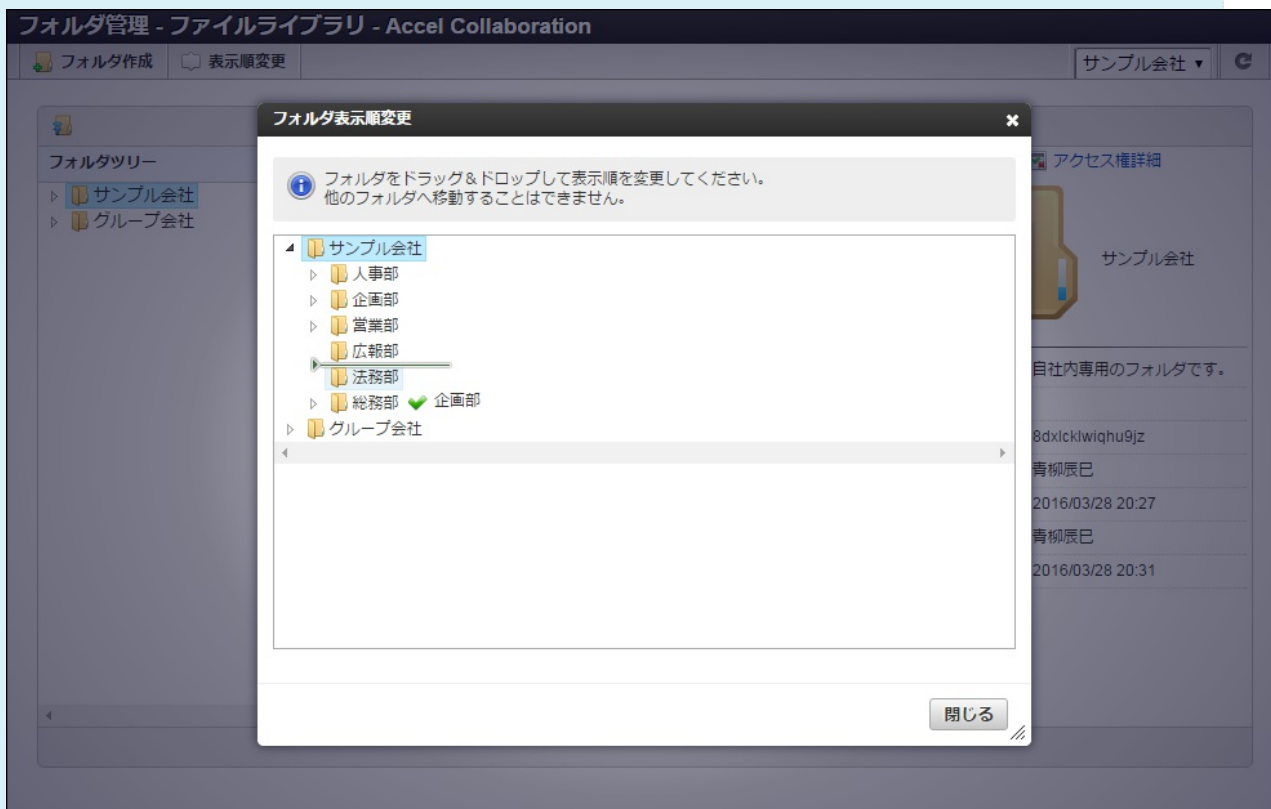 フォルダ管理 - ファイルライブラリ - Accel Collaboration
フォルダ作成 表示順変更 サンプル会社
フォルダツリー
サンプル会社
グループ会社
フォルダ表示順変更
フォルダをドラッグ＆ドロップして表示順を変更してください。
他のフォルダへ移動することはできません。
サンプル会社
人事部
企画部
営業部
広報部
法務部
総務部 企画部
グループ会社
閉じる
アクセス権詳細
サンプル会社
自社内専用のフォルダです。
8dxlcklwiqhu9jz
青柳辰巳
2016/03/28 20:27
青柳辰巳
2016/03/28 20:31